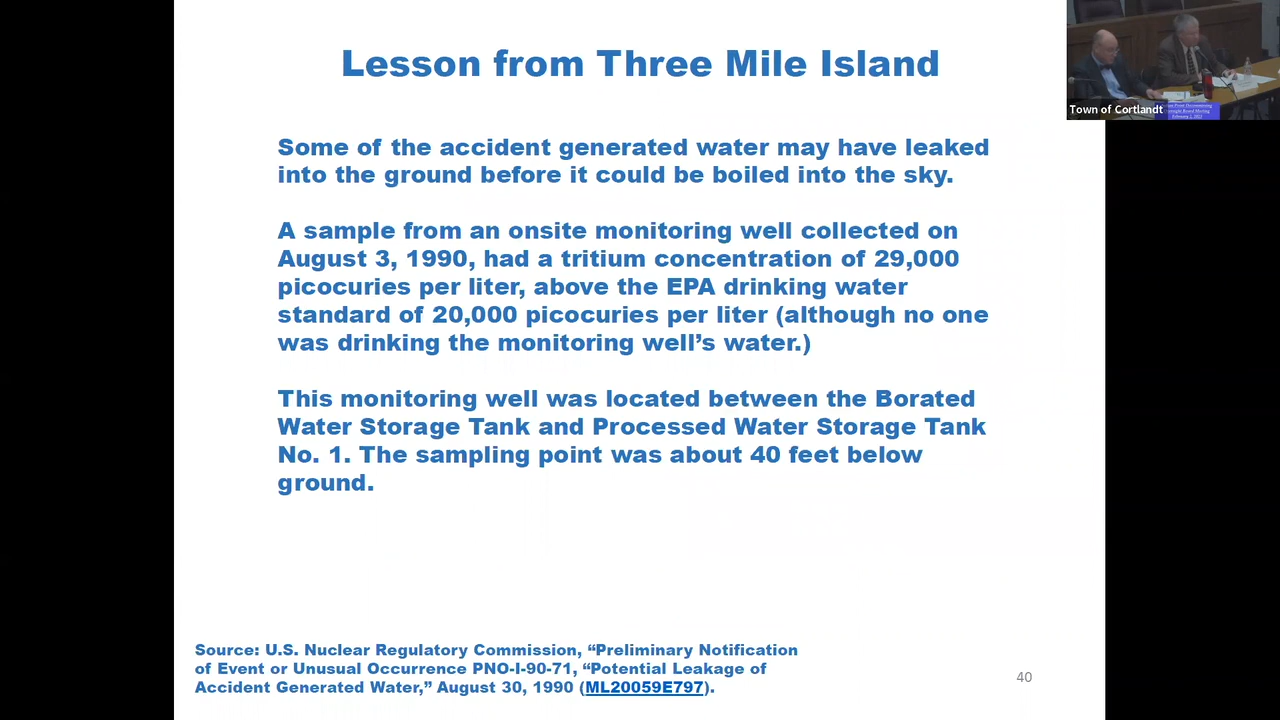 Lesson from Three Mile Island
Town of Cortlandt
Some of the accident generated water may have leaked
into the ground before it could be boiled into the sky.
A sample from an onsite monitoring well collected on
August 3, 1990, had a tritium concentration of 29,000
picocuries per liter, above the EPA drinking water
standard of 20,000 picocuries per liter (although no one
was drinking the monitoring well’s water.)
This monitoring well was located between the Borated
Water Storage Tank and Processed Water Storage Tank
No. 1. The sampling point was about 40 feet below
ground.
Source: U.S. Nuclear Regulatory Commission, “Preliminary Notification
of Event or Unusual Occurrence PNO-I-90-71, “Potential Leakage of
Accident Generated Water,” August 30, 1990 (ML20059E797).
40